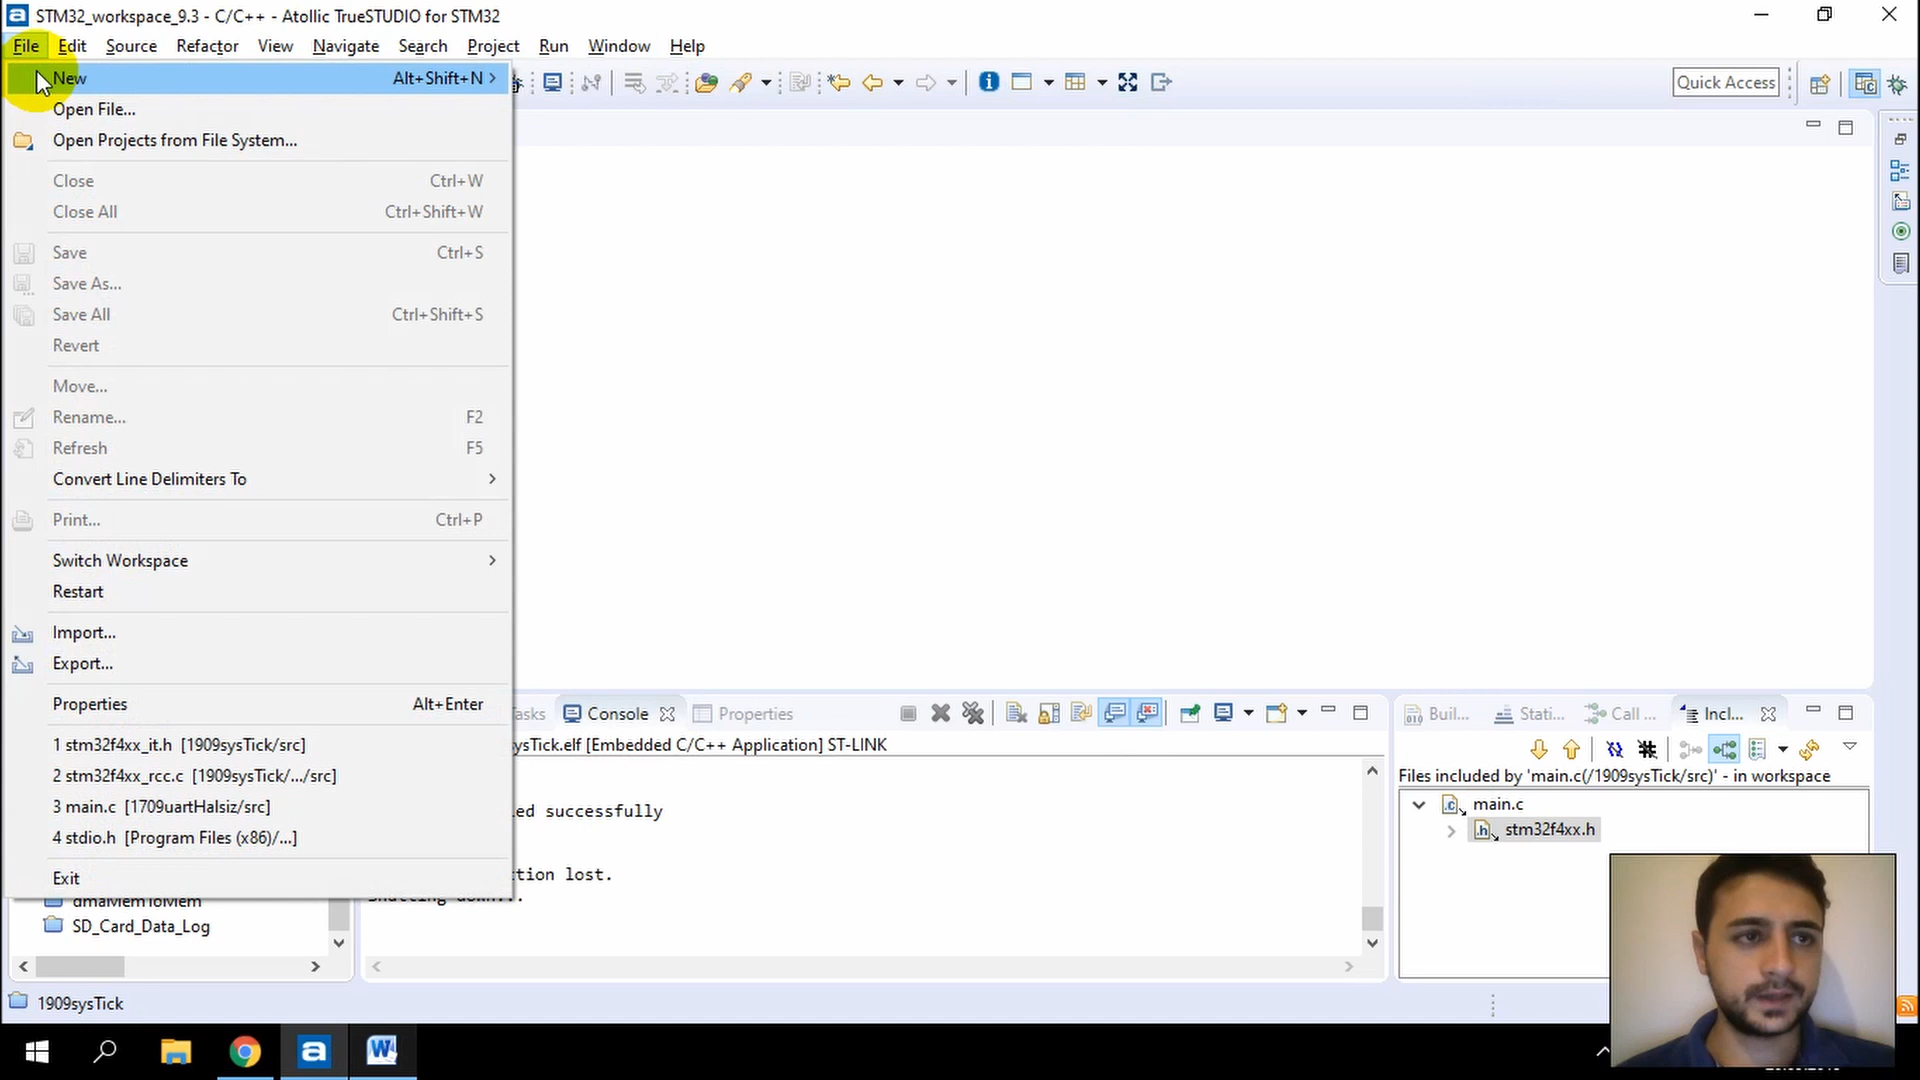 STM32_workspace_9.3 - C/C++ - Atollic TrueSTUDIO for STM32
File Edit Source Refactor View Navigate Search Project Run Window Help
New Alt+Shift+N
Open File...
Open Projects from File System...
Close Ctrl+W
Close All Ctrl+Shift+W
Save Ctrl+S
Save As...
Save All Ctrl+Shift+S
Revert
Move...
Rename... F2
Refresh F5
Convert Line Delimiters To
Print... Ctrl+P
Switch Workspace
Restart
Import...
Export...
Properties Alt+Enter
1 stm32f4xx_it.h [1909sysTick/src]
2 stm32f4xx_rcc.c [1909sysTick/.../src]
3 main.c [1709uartHalsiz/src]
4 stdio.h [Program Files (x86)/...]
Exit
Quick Access
dmaMemToMem
SD_Card_Data_Log
1909sysTick
asks Console Properties
sysTick.elf [Embedded C/C++ Application] ST-LINK
ed successfully
tion lost.
Shutting down...
Buil... Stati... Call ... Incl...
Files included by 'main.c(/1909sysTick/src)' - in workspace
main.c
stm32f4xx.h